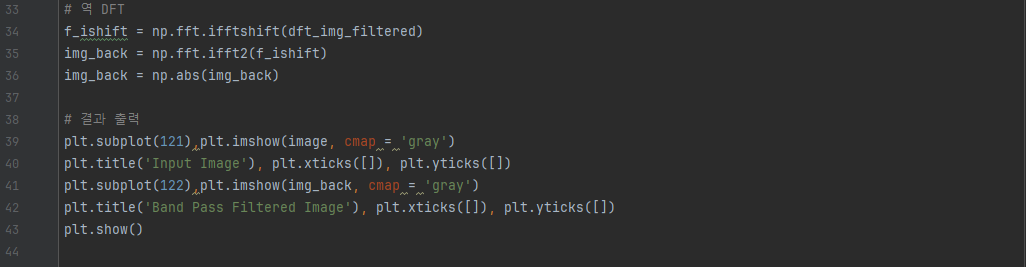 33 # 역 DFT
34 f_ishift = np.fft.ifftshift(dft_img_filtered)
35 img_back = np.fft.ifft2(f_ishift)
36 img_back = np.abs(img_back)
37
38 # 결과 출력
39 plt.subplot(121),plt.imshow(image, cmap = 'gray')
40 plt.title('Input Image'), plt.xticks([]), plt.yticks([])
41 plt.subplot(122),plt.imshow(img_back, cmap = 'gray')
42 plt.title('Band Pass Filtered Image'), plt.xticks([]), plt.yticks([])
43 plt.show()
44